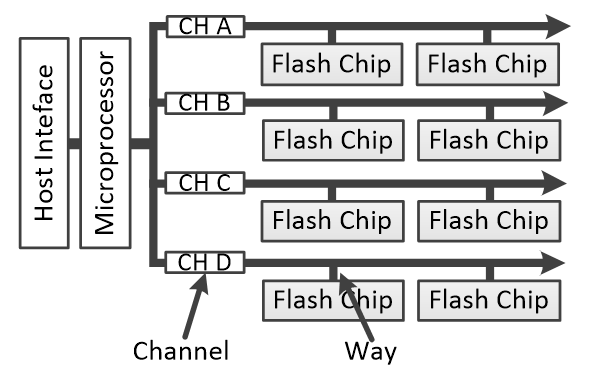 Host Inteface
Microprocessor
CH A
Flash Chip
Flash Chip
CH B
Flash Chip
Flash Chip
CH C
Flash Chip
Flash Chip
CH D
Flash Chip
Flash Chip
Channel
Way